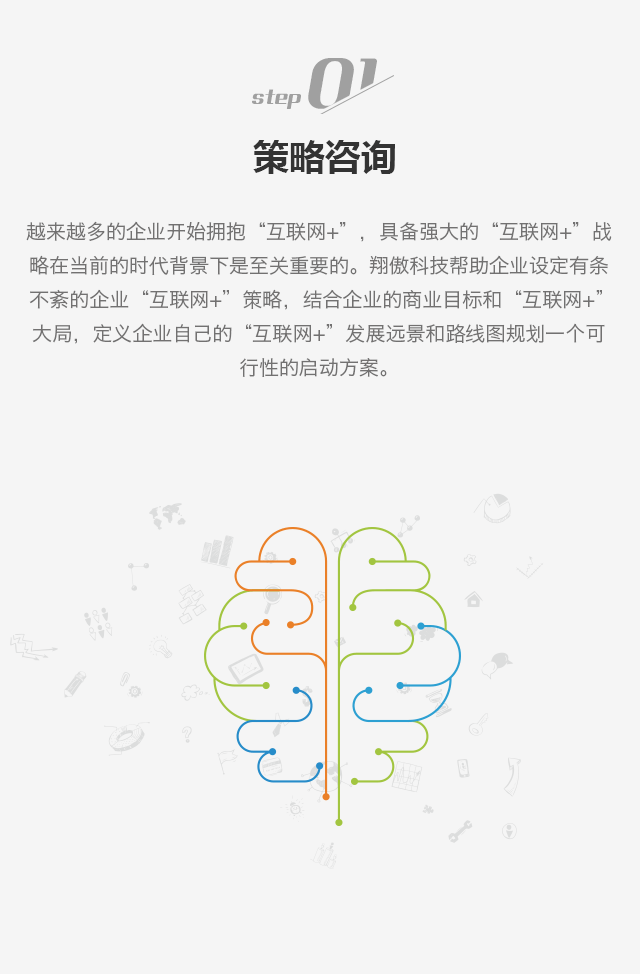 step 01
策略咨询
越来越多的企业开始拥抱“互联网+”，具备强大的“互联网+”战
略在当前的时代背景下是至关重要的。翔傲科技帮助企业设定有条
不紊的企业“互联网+”策略，结合企业的商业目标和“互联网+”
大局，定义企业自己的“互联网+”发展远景和路线图规划一个可
行性的启动方案。